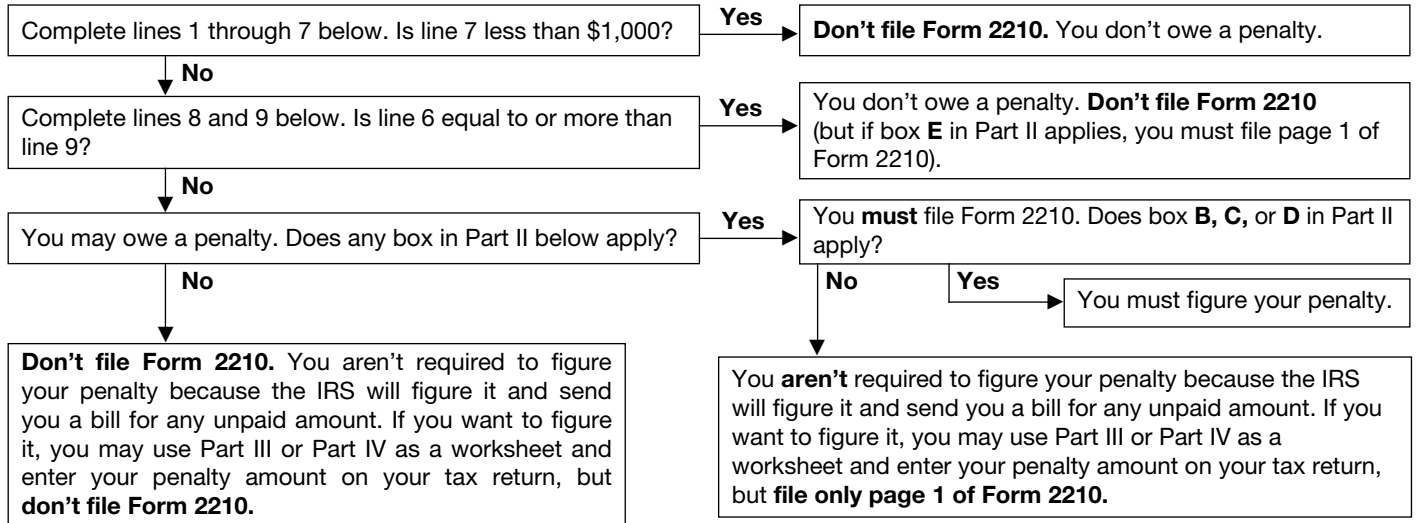 Complete lines 1 through 7 below. Is line 7 less than $1,000?
Yes
Don't file Form 2210. You don't owe a penalty.
No
Complete lines 8 and 9 below. Is line 6 equal to or more than
line 9?
Yes
You don't owe a penalty. Don't file Form 2210
(but if box E in Part II applies, you must file page 1 of
Form 2210).
No
You may owe a penalty. Does any box in Part II below apply?
Yes
You must file Form 2210. Does box B, C, or D in Part II
apply?
No
Yes
You must figure your penalty.
No
Don't file Form 2210. You aren't required to figure
your penalty because the IRS will figure it and send
you a bill for any unpaid amount. If you want to figure
it, you may use Part III or Part IV as a worksheet and
enter your penalty amount on your tax return, but
don't file Form 2210.
You aren't required to figure your penalty because the IRS
will figure it and send you a bill for any unpaid amount. If you
want to figure it, you may use Part III or Part IV as a
worksheet and enter your penalty amount on your tax return,
but file only page 1 of Form 2210.